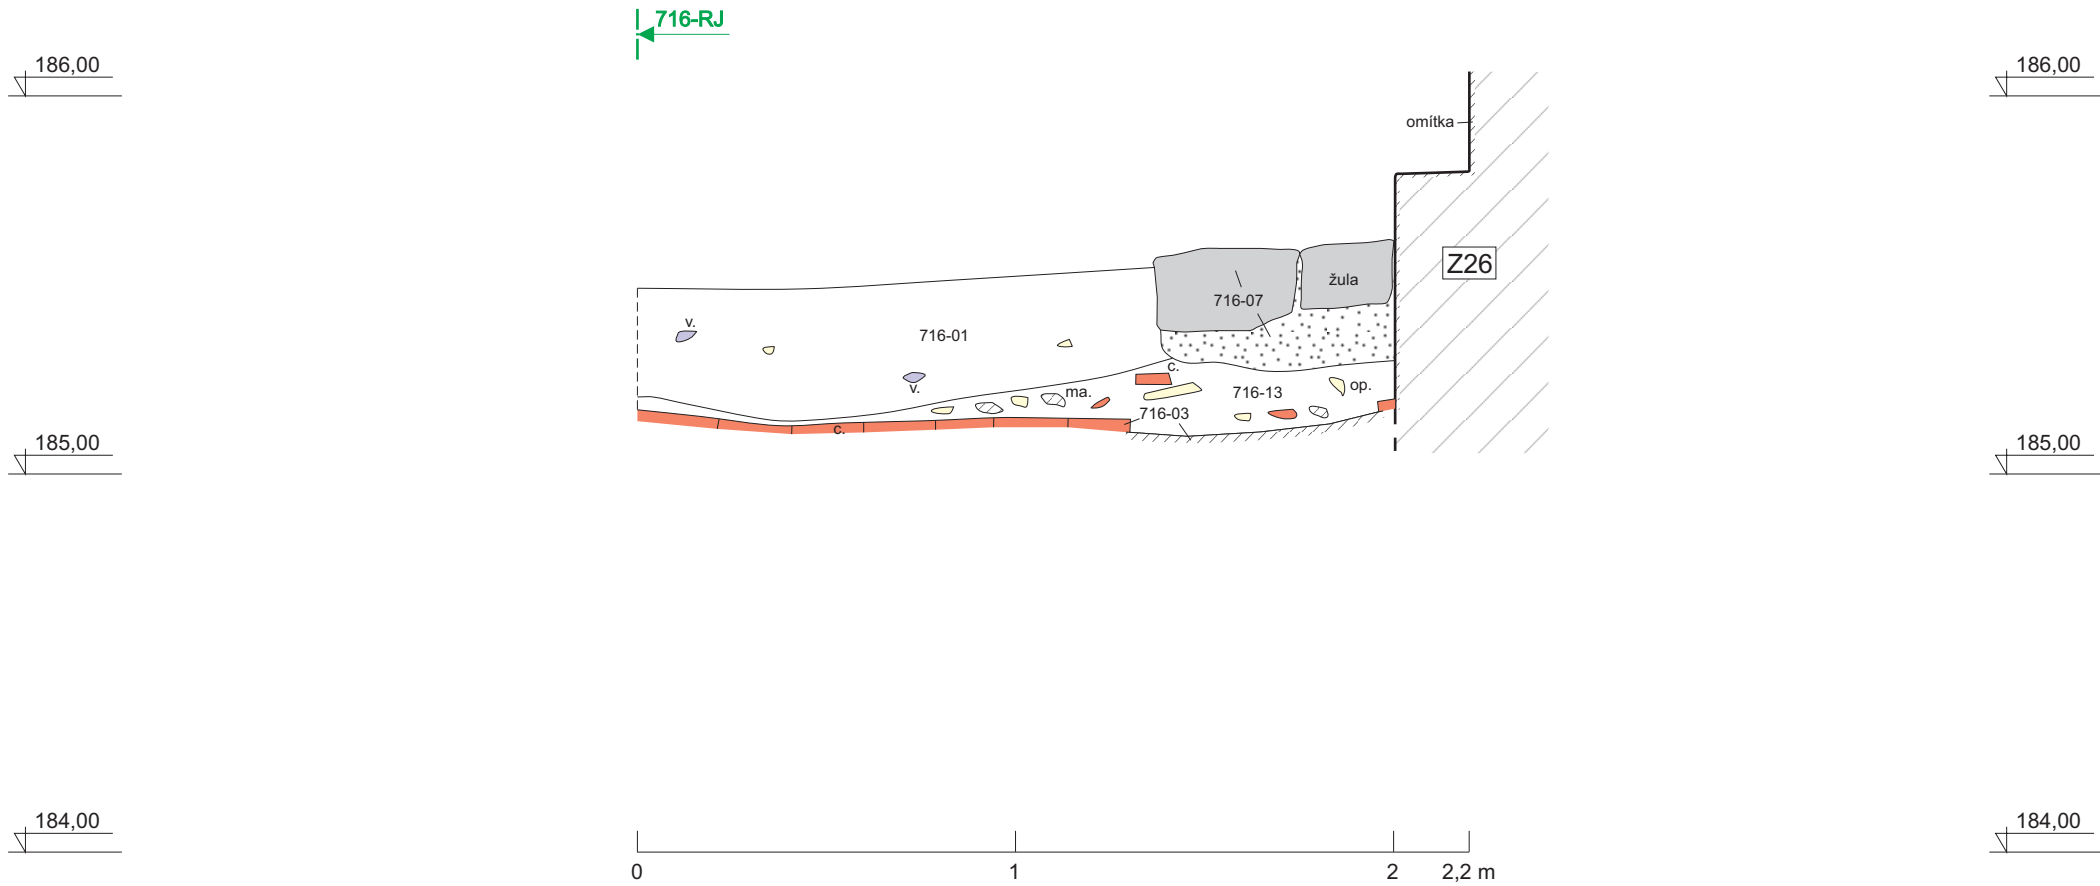 716-RJ
186,00
186,00
omítka
Z26
žula
716-07
v.
716-01
c.
v.
716-13
op.
ma.
716-03
c.
185,00
185,00
184,00
184,00
0 1 2 2,2 m